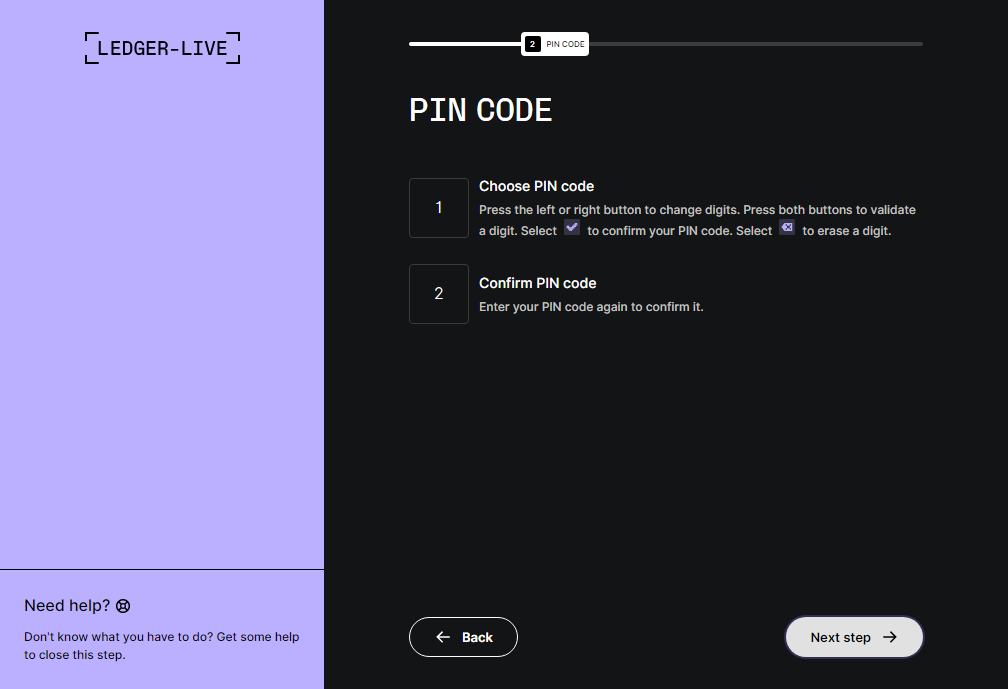 LEDGER-LIVE
2 PIN CODE
PIN CODE
1
Choose PIN code
Press the left or right button to change digits. Press both buttons to validate
a digit. Select to confirm your PIN code. Select to erase a digit.
2
Confirm PIN code
Enter your PIN code again to confirm it.
Need help?
Don't know what you have to do? Get some help
to close this step.
Back
Next step